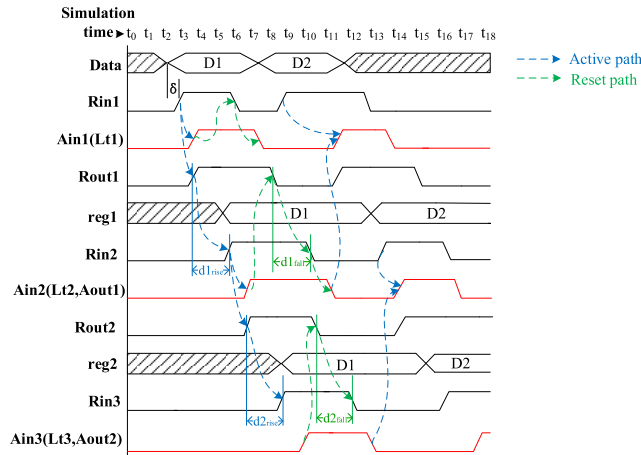 Simulation
time ▸ t0 t1 t2 t3 t4 t5 t6 t7 t8 t9 t10 t11 t12 t13 t14 t15 t16 t17 t18
Data D1 D2
Active path
Reset path
δ
Rin1
Ain1(Lt1)
Rout1
reg1 D1 D2
Rin2
d1rise d1fall
Ain2(Lt2,Aout1)
Rout2
reg2 D1 D2
Rin3
d2rise d2fall
Ain3(Lt3,Aout2)